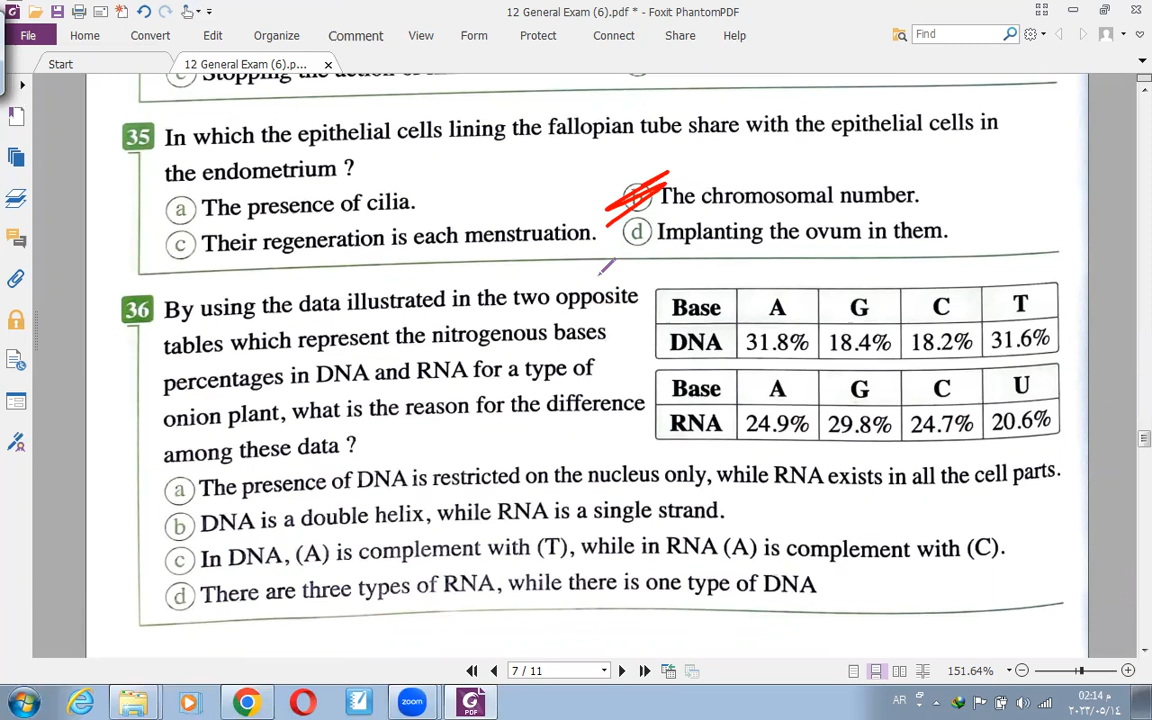 12 General Exam (6).pdf * - Foxit PhantomPDF
File Home Convert Edit Organize Comment View Form Protect Connect Share Help Find
Start 12 General Exam (6).p... ×
c Stopping the action of
35 In which the epithelial cells lining the fallopian tube share with the epithelial cells in
the endometrium ?
a The presence of cilia. b The chromosomal number.
c Their regeneration is each menstruation. d Implanting the ovum in them.
36 By using the data illustrated in the two opposite
tables which represent the nitrogenous bases
percentages in DNA and RNA for a type of
onion plant, what is the reason for the difference
among these data ?
Base A G C T
DNA 31.8% 18.4% 18.2% 31.6%
Base A G C U
RNA 24.9% 29.8% 24.7% 20.6%
a The presence of DNA is restricted on the nucleus only, while RNA exists in all the cell parts.
b DNA is a double helix, while RNA is a single strand.
c In DNA, (A) is complement with (T), while in RNA (A) is complement with (C).
d There are three types of RNA, while there is one type of DNA
7 / 11 151.64%
zoom PDF AR 02:14 م
٢٠٢٣/٠٥/١٤